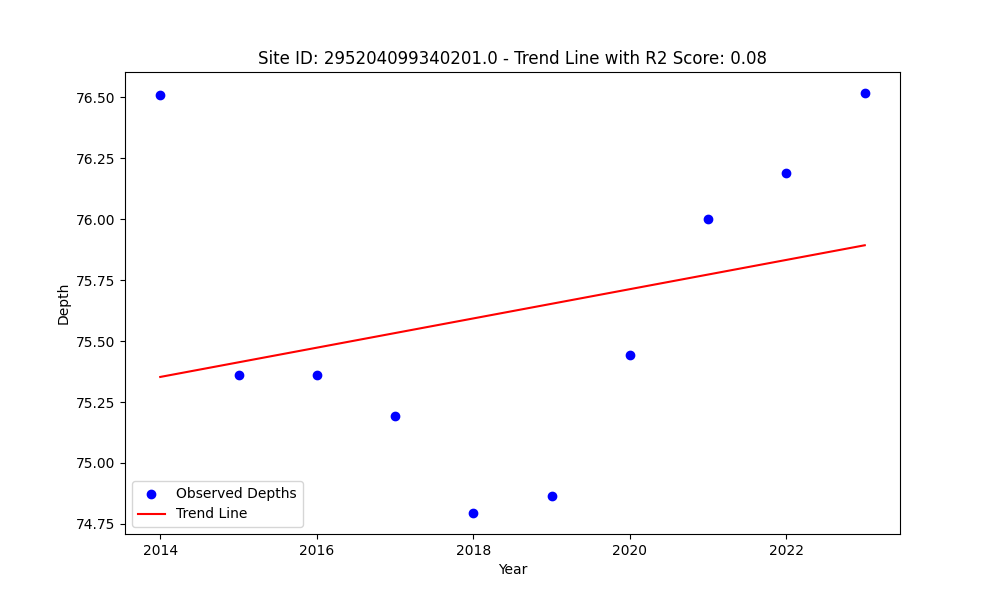 Site ID: 295204099340201.0 - Trend Line with R2 Score: 0.08
76.50
76.25
76.00
75.75
75.50
75.25
75.00
74.75
Depth
Observed Depths
Trend Line
2014
2016
2018
2020
2022
Year